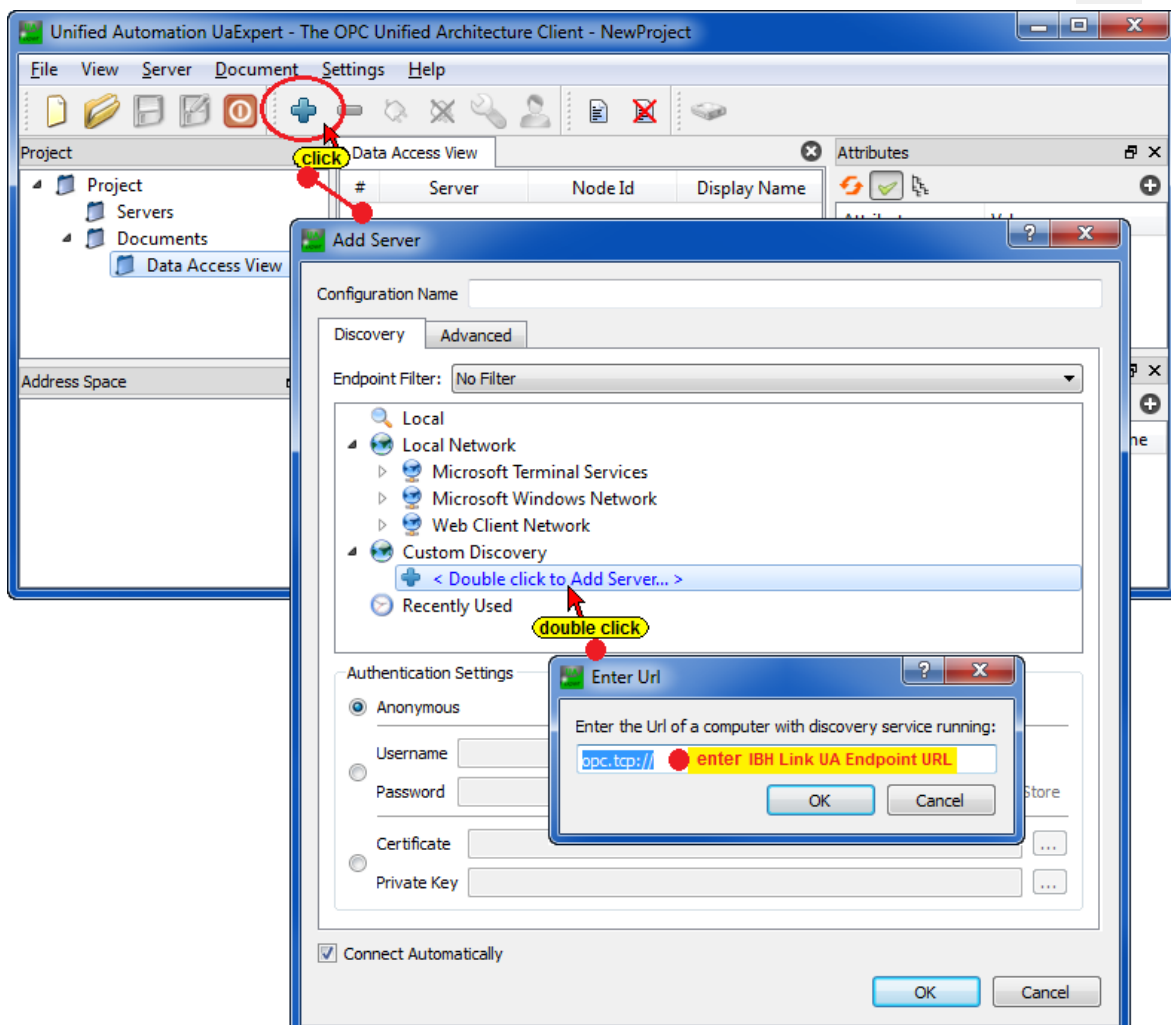 Unified Automation UaExpert - The OPC Unified Architecture Client - NewProject
File View Server Document Settings Help
Project
click
Data Access View
Attributes
Project
Servers
Documents
Data Access View
# Server Node Id Display Name
Add Server
Configuration Name
Discovery Advanced
Endpoint Filter: No Filter
Address Space
Local
Local Network
Microsoft Terminal Services
Microsoft Windows Network
Web Client Network
Custom Discovery
< Double click to Add Server... >
Recently Used
double click
Authentication Settings
Anonymous
Username
Password
Store
Certificate
...
Private Key
...
Enter Url
Enter the Url of a computer with discovery service running:
opc.tcp:// enter IBH Link UA Endpoint URL
OK Cancel
Connect Automatically
OK Cancel